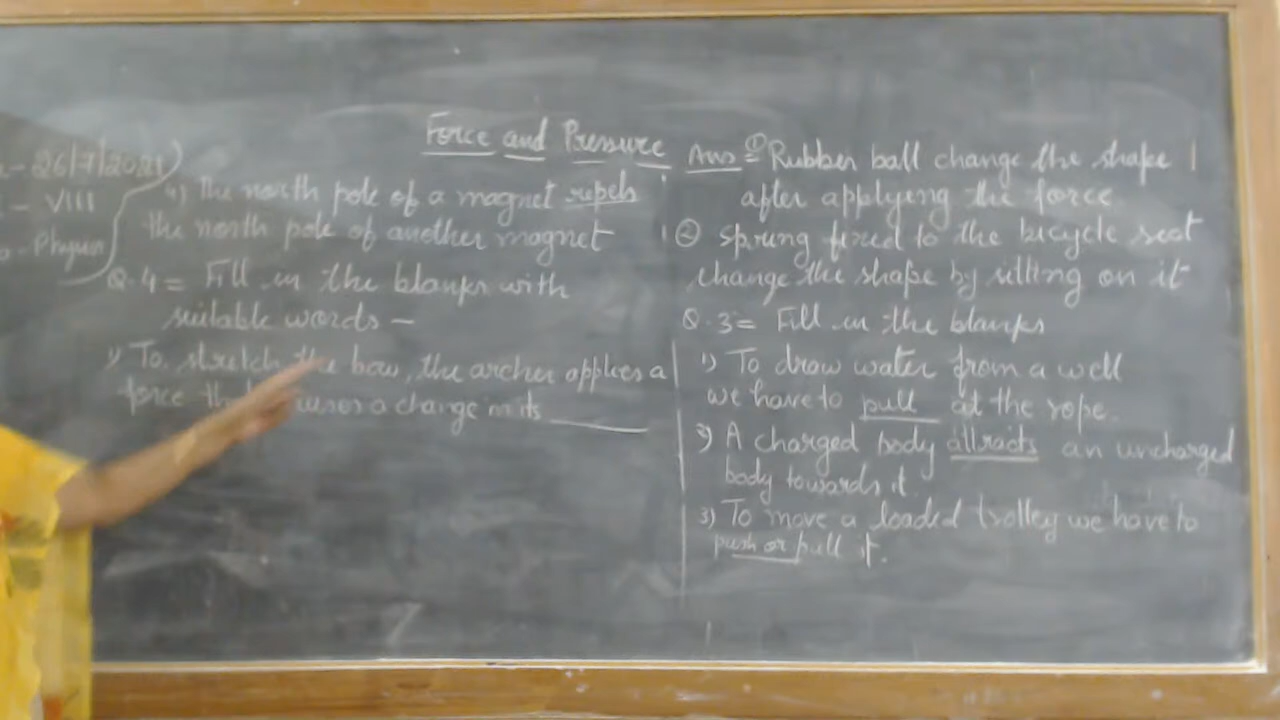 Force and Pressure
- 26/7/2021
- VIII
4) The north pole of a magnet repels
the north pole of another magnet
Q.4 = Fill in the blanks with
suitable words —
1) To stretch the bow, the archer applies a
force a change in its ______
Ans = ① Rubber ball change the shape
after applying the force
② spring fixed to the bicycle seat
change the shape by sitting on it
Q.3 = Fill in the blanks
1) To draw water from a well
we have to pull at the rope.
2) A charged body attracts an uncharged
body towards it.
3) To move a loaded trolley we have to
push or pull it.